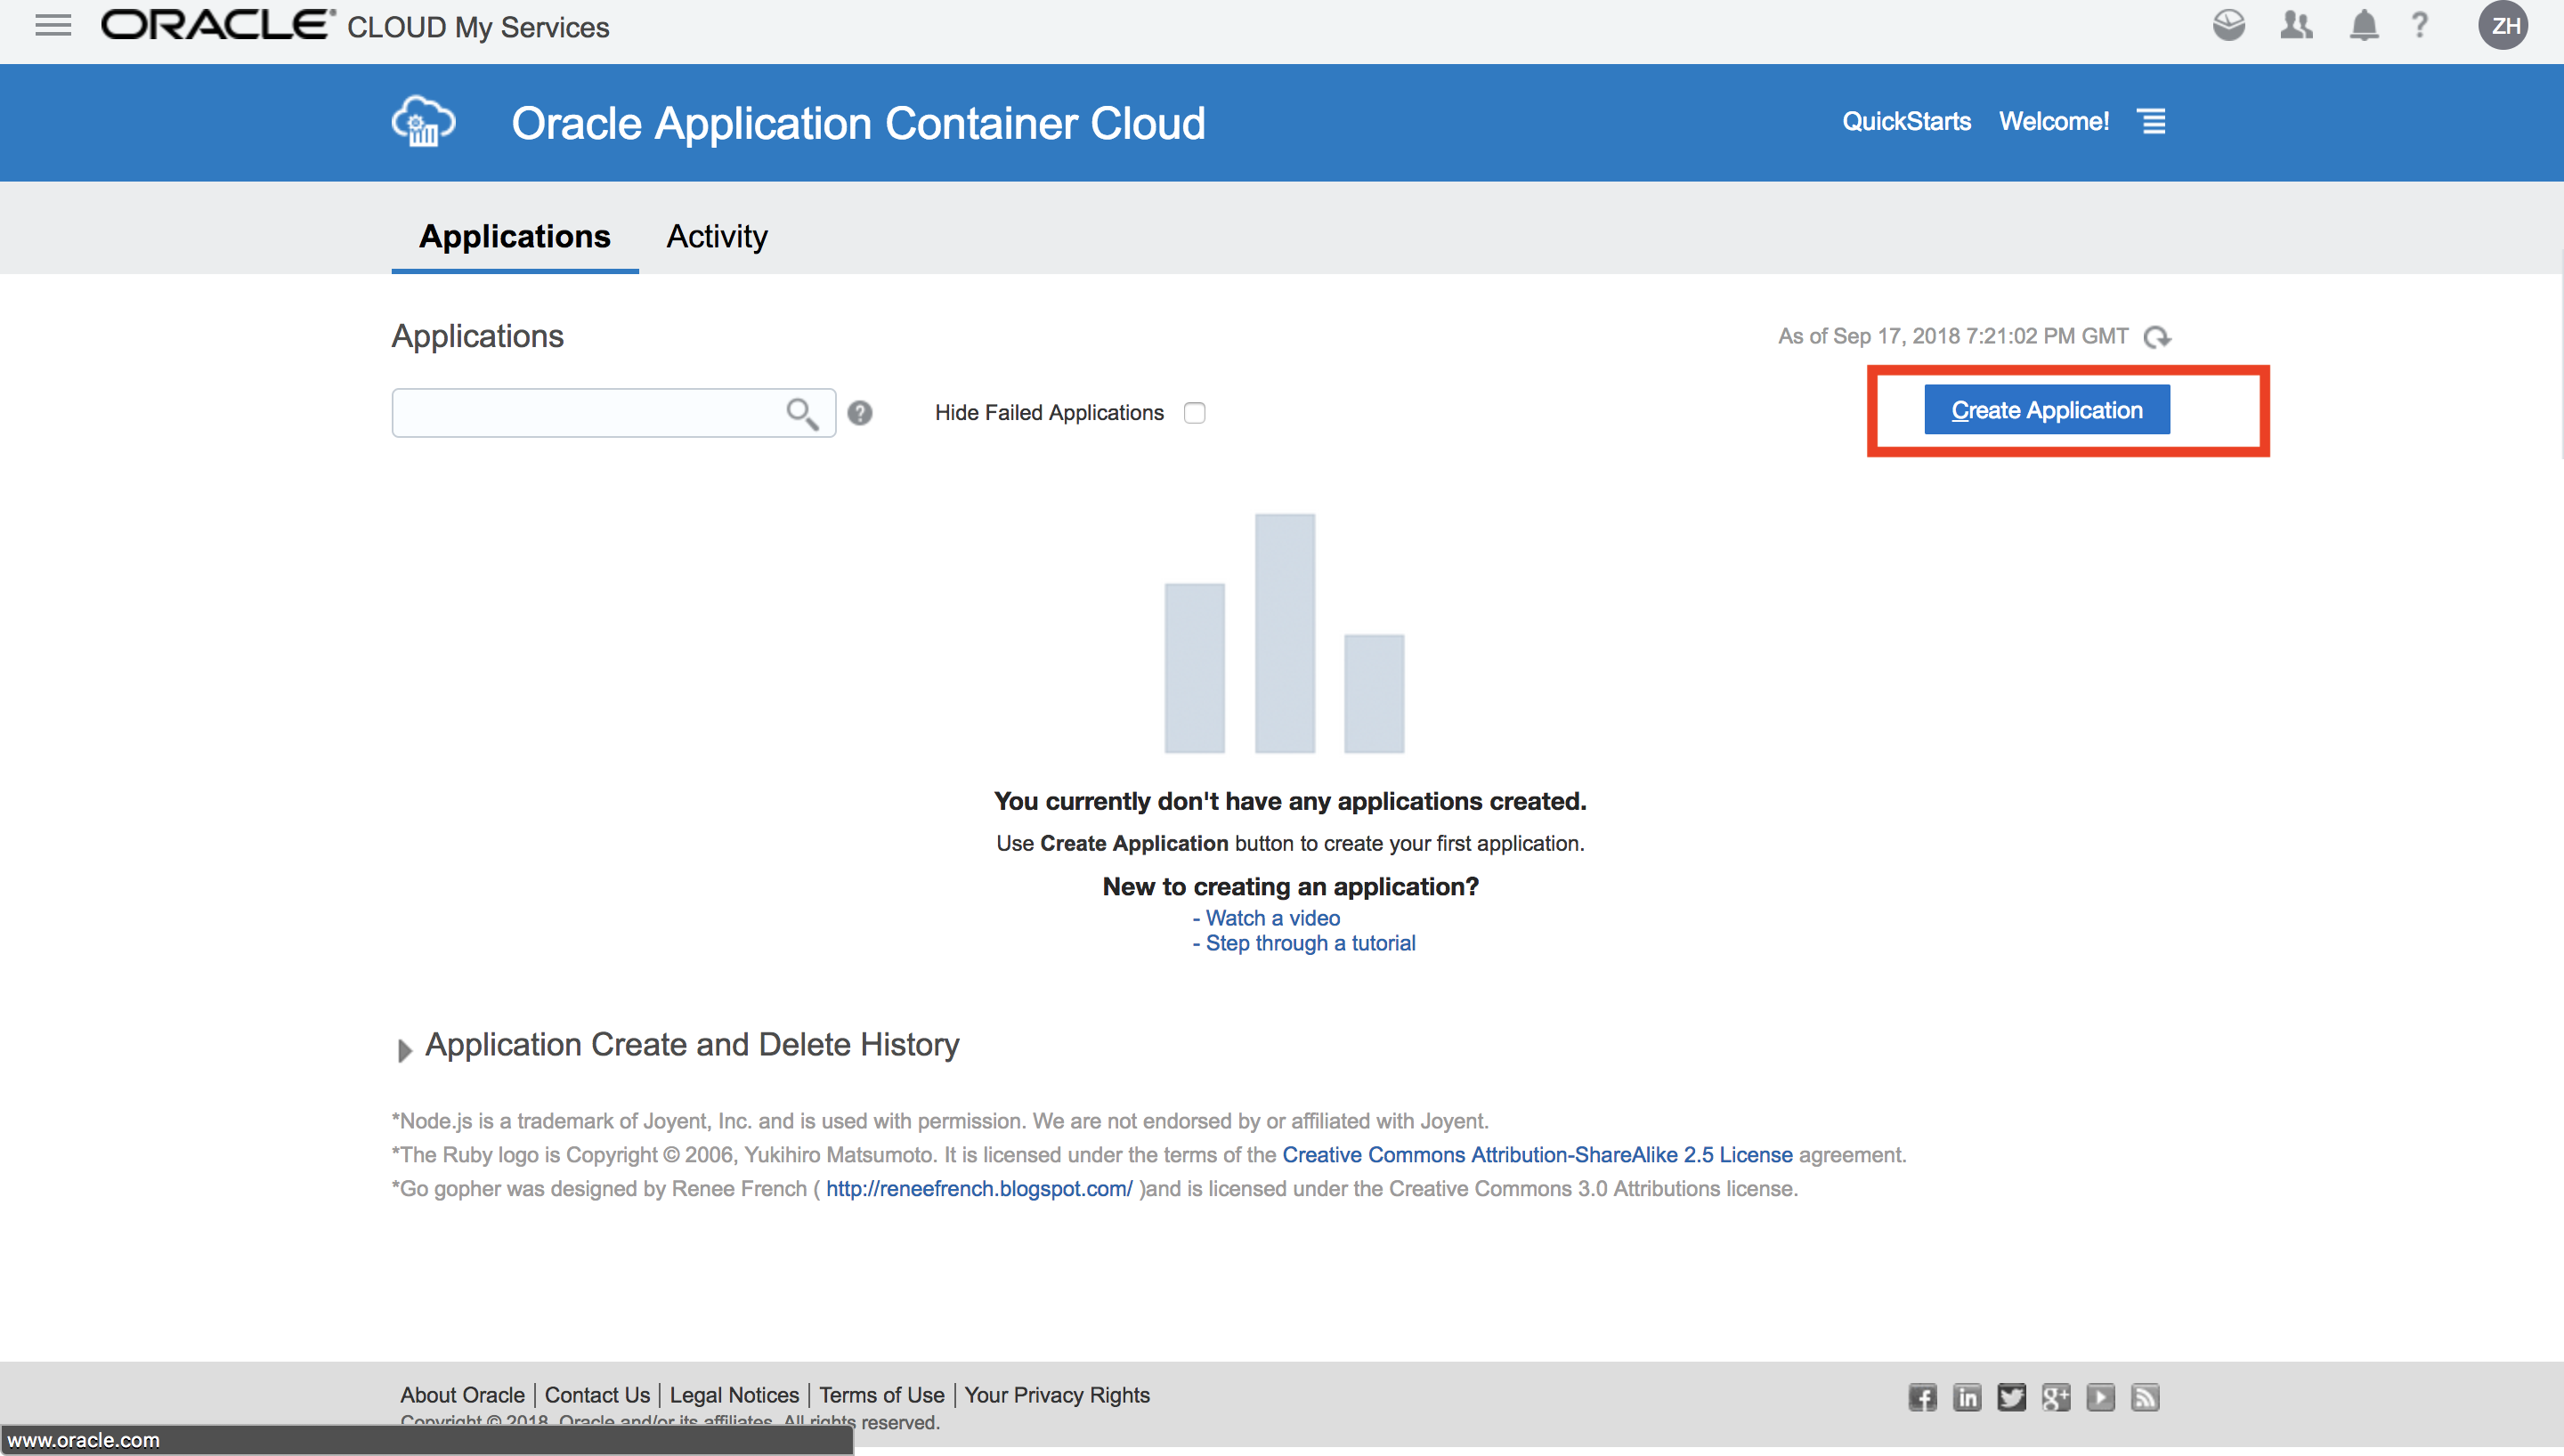 ORACLE® CLOUD My Services
? ZH
Oracle Application Container Cloud
QuickStarts Welcome!
Applications Activity
Applications
As of Sep 17, 2018 7:21:02 PM GMT
? Hide Failed Applications
Create Application
You currently don't have any applications created.
Use Create Application button to create your first application.
New to creating an application?
- Watch a video
- Step through a tutorial
Application Create and Delete History
*Node.js is a trademark of Joyent, Inc. and is used with permission. We are not endorsed by or affiliated with Joyent.
*The Ruby logo is Copyright © 2006, Yukihiro Matsumoto. It is licensed under the terms of the Creative Commons Attribution-ShareAlike 2.5 License agreement.
*Go gopher was designed by Renee French ( http://reneefrench.blogspot.com/ )and is licensed under the Creative Commons 3.0 Attributions license.
About Oracle | Contact Us | Legal Notices | Terms of Use | Your Privacy Rights
f in g+
Copyright © 2018, Oracle and/or its affiliates. All rights reserved.
www.oracle.com